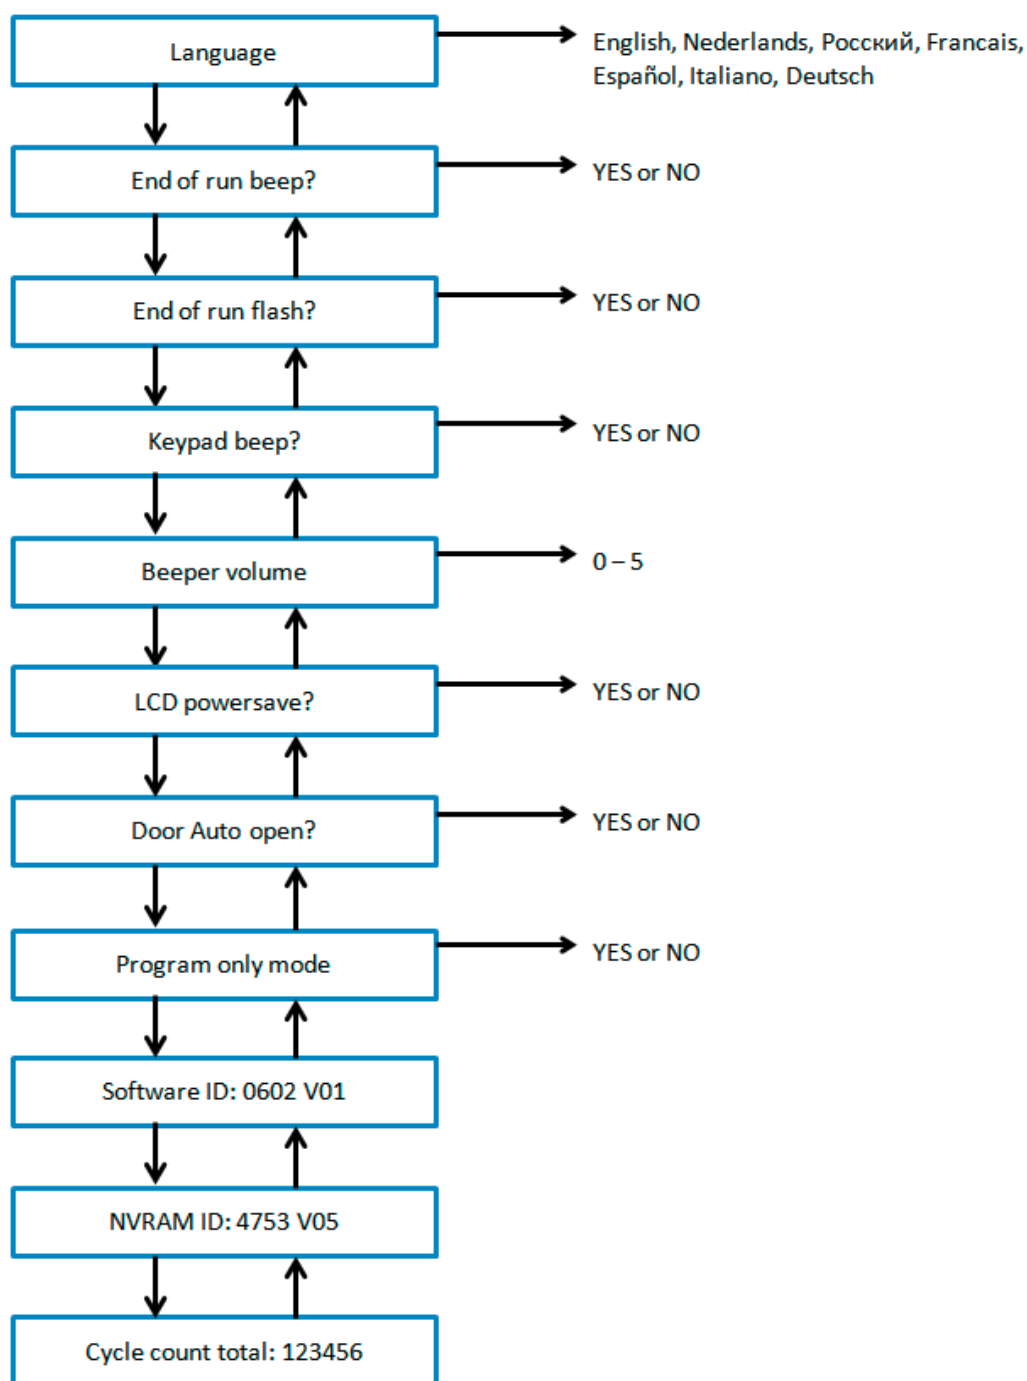 Language
English, Nederlands, Росский, Francais,
Español, Italiano, Deutsch
End of run beep?
YES or NO
End of run flash?
YES or NO
Keypad beep?
YES or NO
Beeper volume
0 – 5
LCD powersave?
YES or NO
Door Auto open?
YES or NO
Program only mode
YES or NO
Software ID: 0602 V01
NVRAM ID: 4753 V05
Cycle count total: 123456